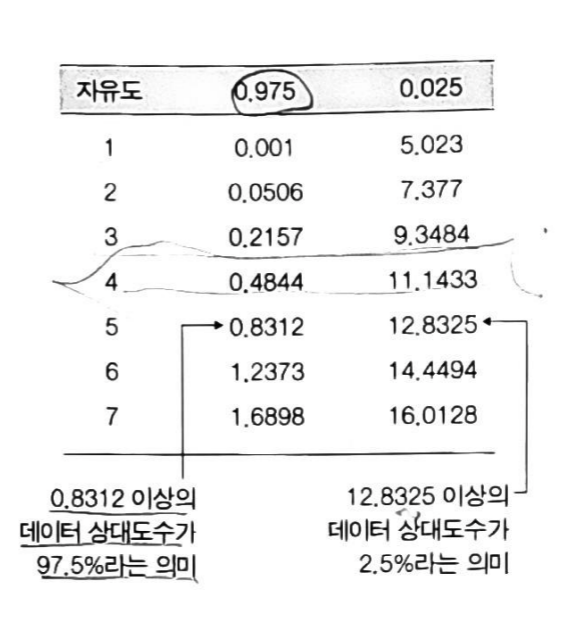 자유도 0.975 0.025
1 0.001 5.023
2 0.0506 7.377
3 0.2157 9.3484
4 0.4844 11.1433
5 0.8312 12.8325
6 1.2373 14.4494
7 1.6898 16.0128
0.8312 이상의
데이터 상대도수가
97.5%라는 의미
12.8325 이상의
데이터 상대도수가
2.5%라는 의미